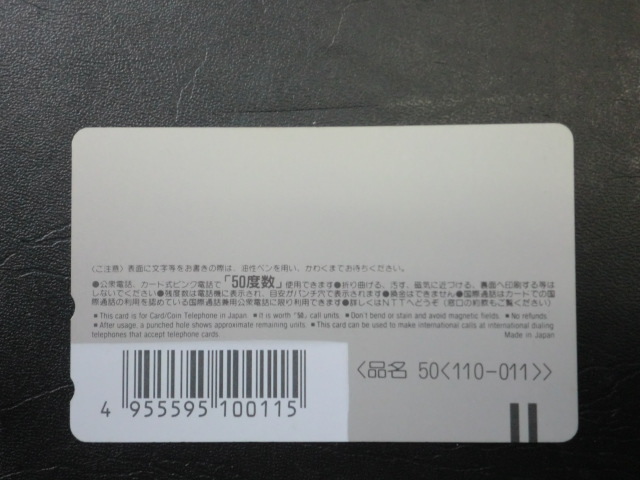 〈ご注意〉表面に文字等をお書きの際は、油性ペンを用い、かわくまでお待ちください。
●公衆電話、カード式ピンク電話で「50度数」使用できます●折り曲げる、汚す、磁気に近づける、裏面へ印刷する等は
しないでください●残度数は電話機に表示され、目安がパンチ穴で表示されます●換金はできません●国際通話はカードでの国
際通話の利用を認めている国際通話兼用公衆電話に限り利用できます●詳しくはNTTへどうぞ(窓口の約款もご覧ください)
■This card is for Card/Coin Telephone in Japan. ■It is worth "50" call units. ■Don't bend or stain and avoid magnetic fields. ■No refunds.
■After usage, a punched hole shows approximate remaining units. ■This card can be used to make international calls at international dialing
telephones that accept telephone cards.
〈品名 50〈110-011〉〉
4 955595 100115